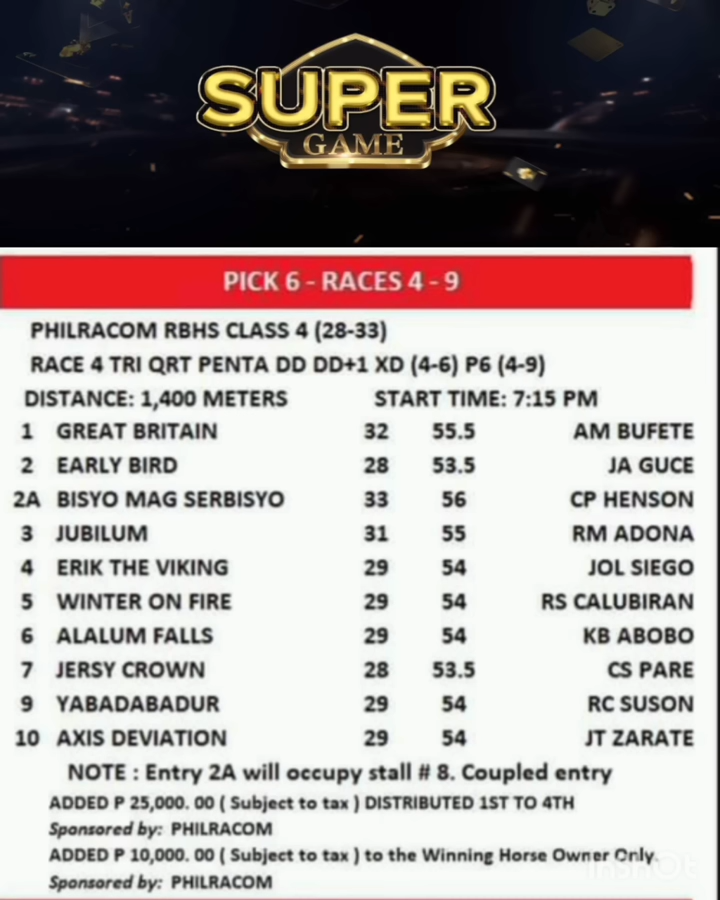 SUPER
GAME
PICK 6 - RACES 4 - 9
PHILRACOM RBHS CLASS 4 (28-33)
RACE 4 TRI QRT PENTA DD DD+1 XD (4-6) P6 (4-9)
DISTANCE: 1,400 METERS START TIME: 7:15 PM
1 GREAT BRITAIN 32 55.5 AM BUFETE
2 EARLY BIRD 28 53.5 JA GUCE
2A BISYO MAG SERBISYO 33 56 CP HENSON
3 JUBILUM 31 55 RM ADONA
4 ERIK THE VIKING 29 54 JOL SIEGO
5 WINTER ON FIRE 29 54 RS CALUBIRAN
6 ALALUM FALLS 29 54 KB ABOBO
7 JERSY CROWN 28 53.5 CS PARE
9 YABADABADUR 29 54 RC SUSON
10 AXIS DEVIATION 29 54 JT ZARATE
NOTE : Entry 2A will occupy stall # 8. Coupled entry
ADDED P 25,000. 00 ( Subject to tax ) DISTRIBUTED 1ST TO 4TH
Sponsored by: PHILRACOM
ADDED P 10,000. 00 ( Subject to tax ) to the Winning Horse Owner Only.
Sponsored by: PHILRACOM
InShOt